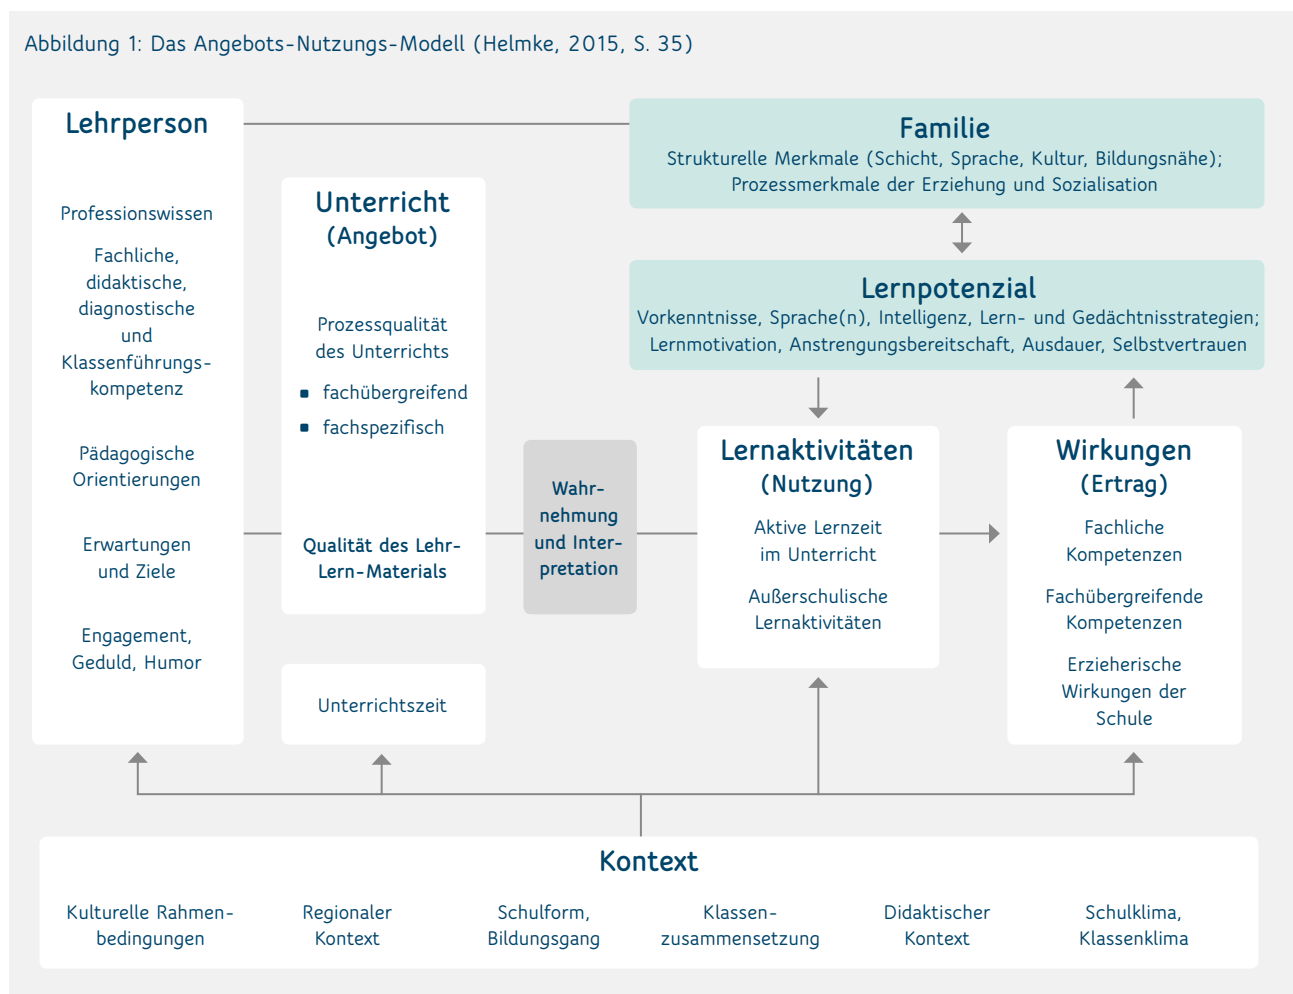 Abbildung 1: Das Angebots-Nutzungs-Modell (Helmke, 2015, S. 35)
Lehrperson
Professionswissen
Fachliche,
didaktische,
diagnostische
und
Klassenführungs-
kompetenz
Pädagogische
Orientierungen
Erwartungen
und Ziele
Engagement,
Geduld, Humor
Unterricht
(Angebot)
Prozessqualität
des Unterrichts
▪ fachübergreifend
▪ fachspezifisch
Qualität des Lehr-
Lern-Materials
Unterrichtszeit
Wahr-
nehmung
und Inter-
pretation
Familie
Strukturelle Merkmale (Schicht, Sprache, Kultur, Bildungsnähe);
Prozessmerkmale der Erziehung und Sozialisation
Lernpotenzial
Vorkenntnisse, Sprache(n), Intelligenz, Lern- und Gedächtnisstrategien;
Lernmotivation, Anstrengungsbereitschaft, Ausdauer, Selbstvertrauen
Lernaktivitäten
(Nutzung)
Aktive Lernzeit
im Unterricht
Außerschulische
Lernaktivitäten
Wirkungen
(Ertrag)
Fachliche
Kompetenzen
Fachübergreifende
Kompetenzen
Erzieherische
Wirkungen der
Schule
Kontext
Kulturelle Rahmen-
bedingungen
Regionaler
Kontext
Schulform,
Bildungsgang
Klassen-
zusammensetzung
Didaktischer
Kontext
Schulklima,
Klassenklima